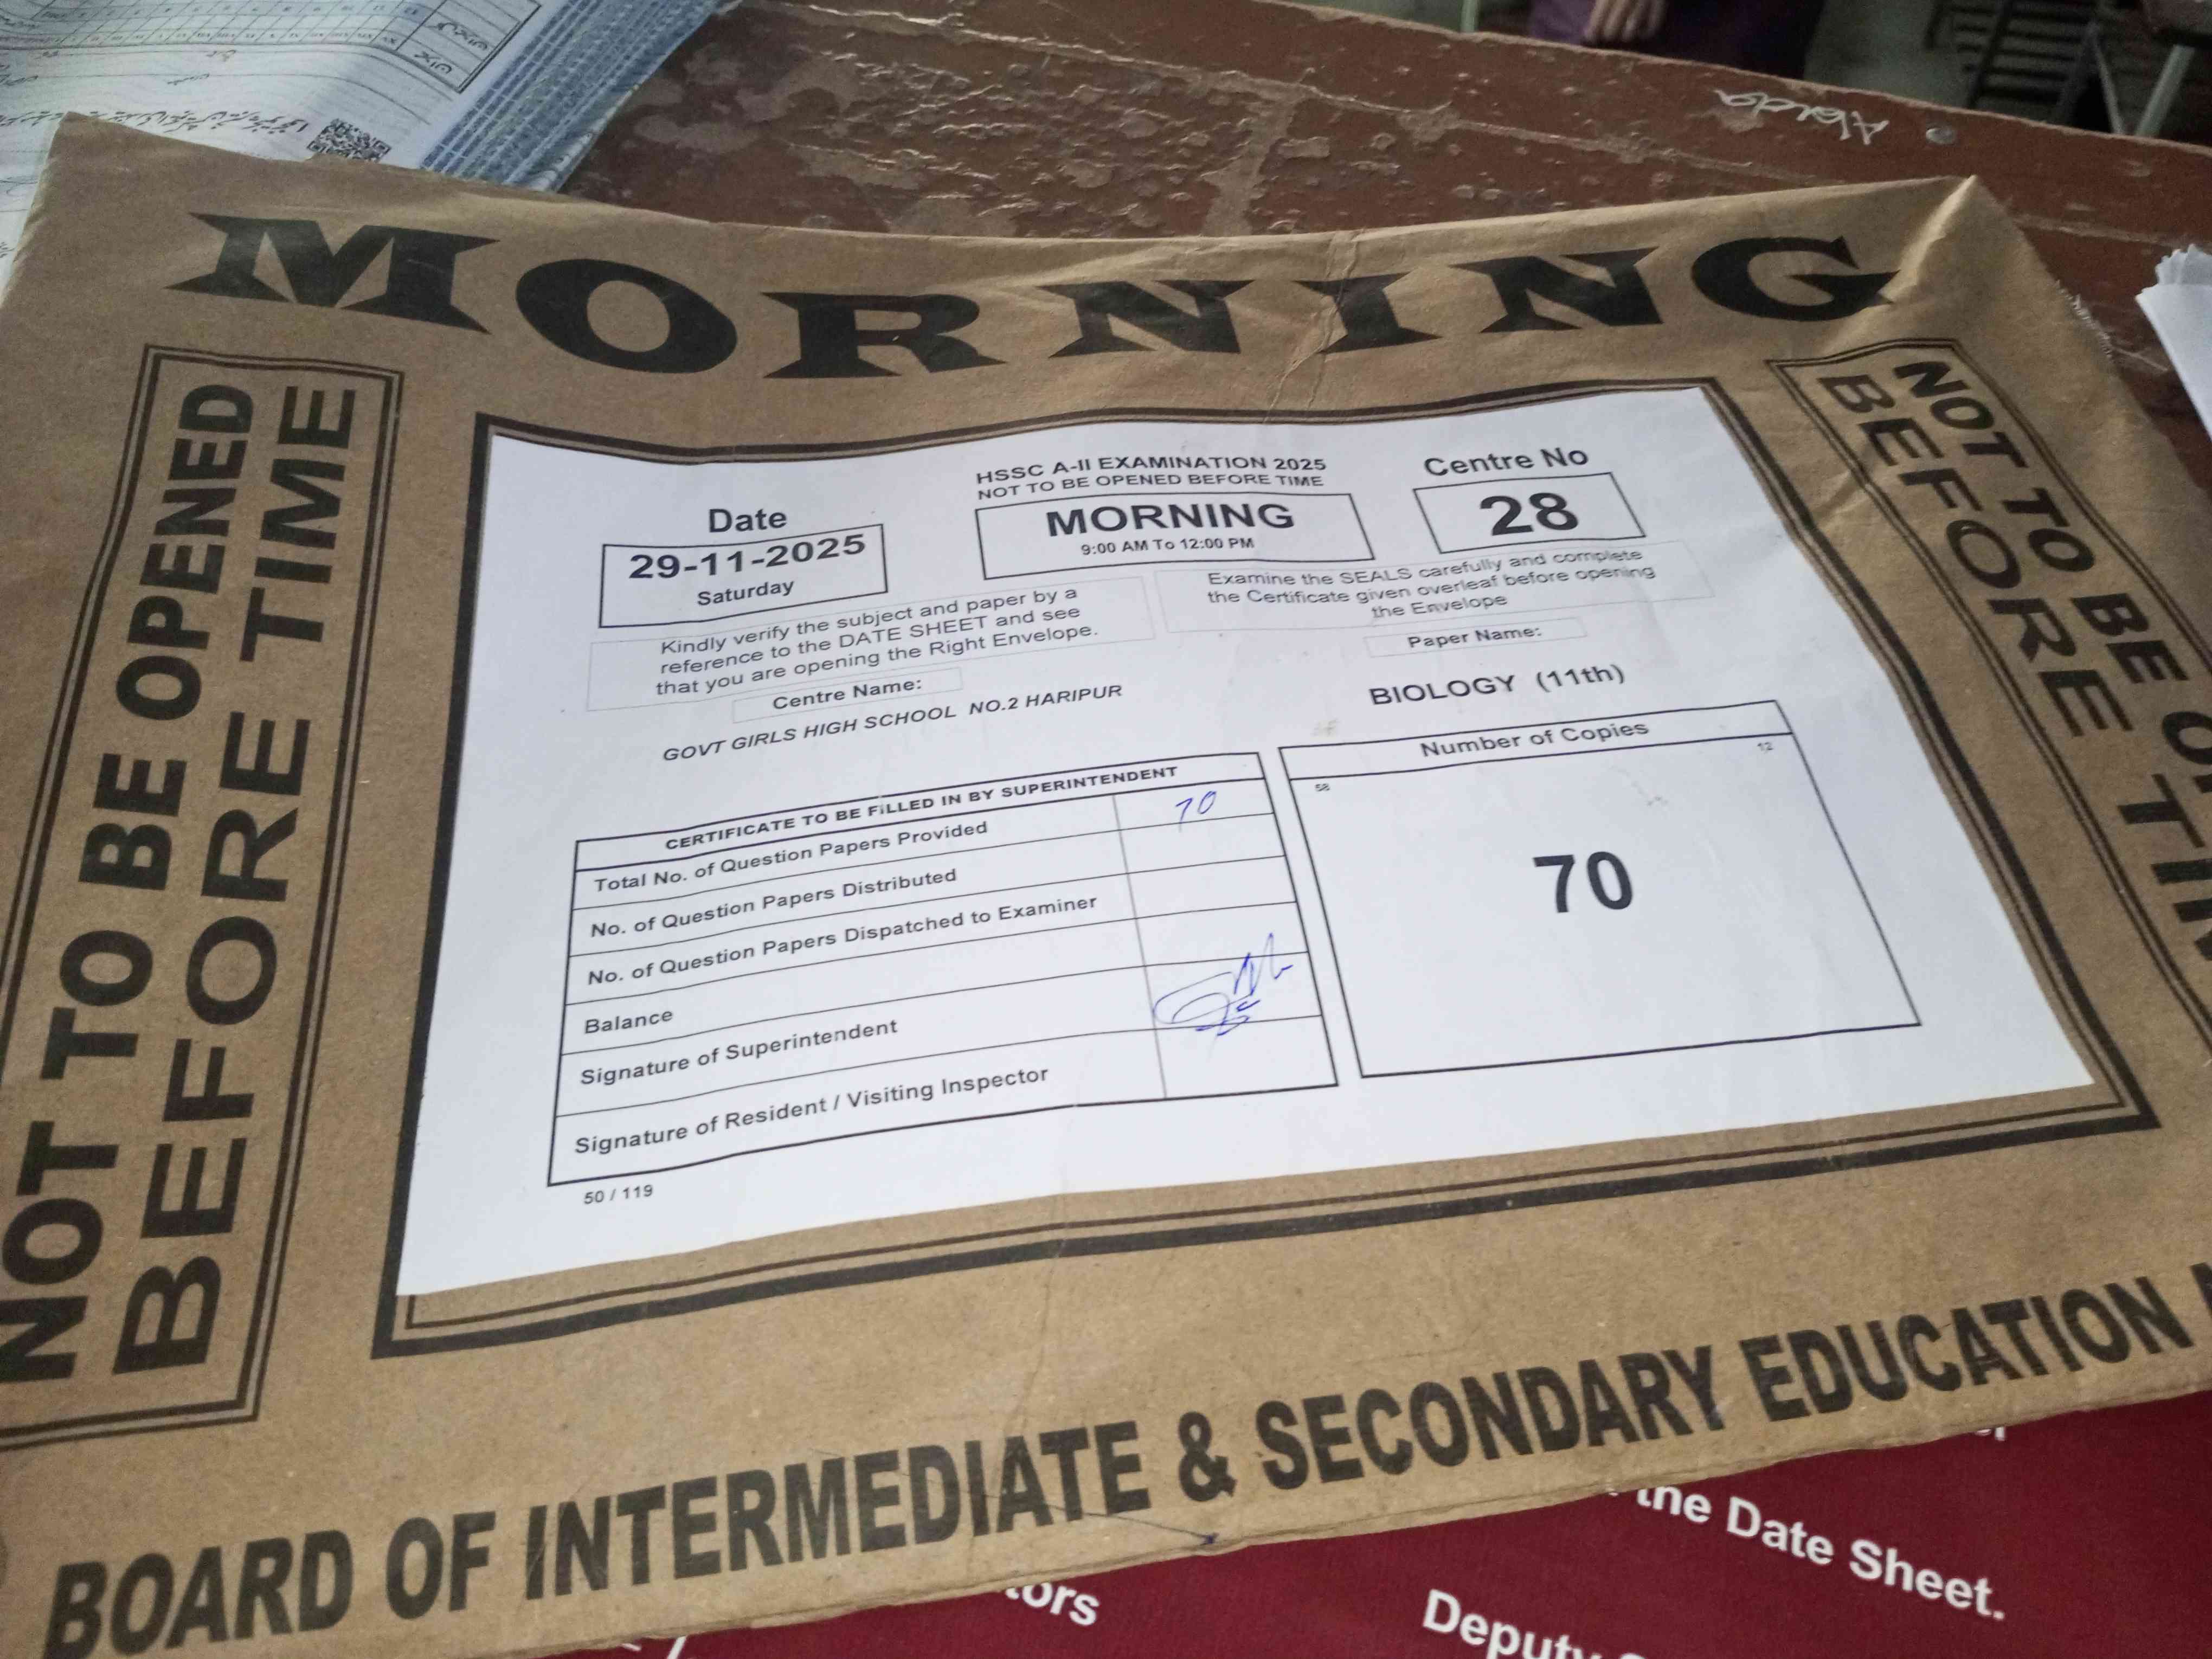 MORNING
NOT TO BE OPENED
BEFORE TIME
NOT TO BE
BEFORE
HSSC A-II EXAMINATION 2025
NOT TO BE OPENED BEFORE TIME
Date
29-11-2025
Saturday
MORNING
9:00 AM To 12:00 PM
Centre No
28
Kindly verify the subject and paper by a
reference to the DATE SHEET and see
that you are opening the Right Envelope.
Examine the SEALS carefully and complete
the Certificate given overleaf before opening
the Envelope
Centre Name:
GOVT GIRLS HIGH SCHOOL NO.2 HARIPUR
Paper Name:
BIOLOGY (11th)
CERTIFICATE TO BE FiLLED IN BY SUPERINTENDENT
Total No. of Question Papers Provided 70
No. of Question Papers Distributed
No. of Question Papers Dispatched to Examiner
Balance
Signature of Superintendent
Signature of Resident / Visiting Inspector
50 / 119
Number of Copies
58 12
70
BOARD OF INTERMEDIATE & SECONDARY EDUCATION
the Date Sheet.
Deputy